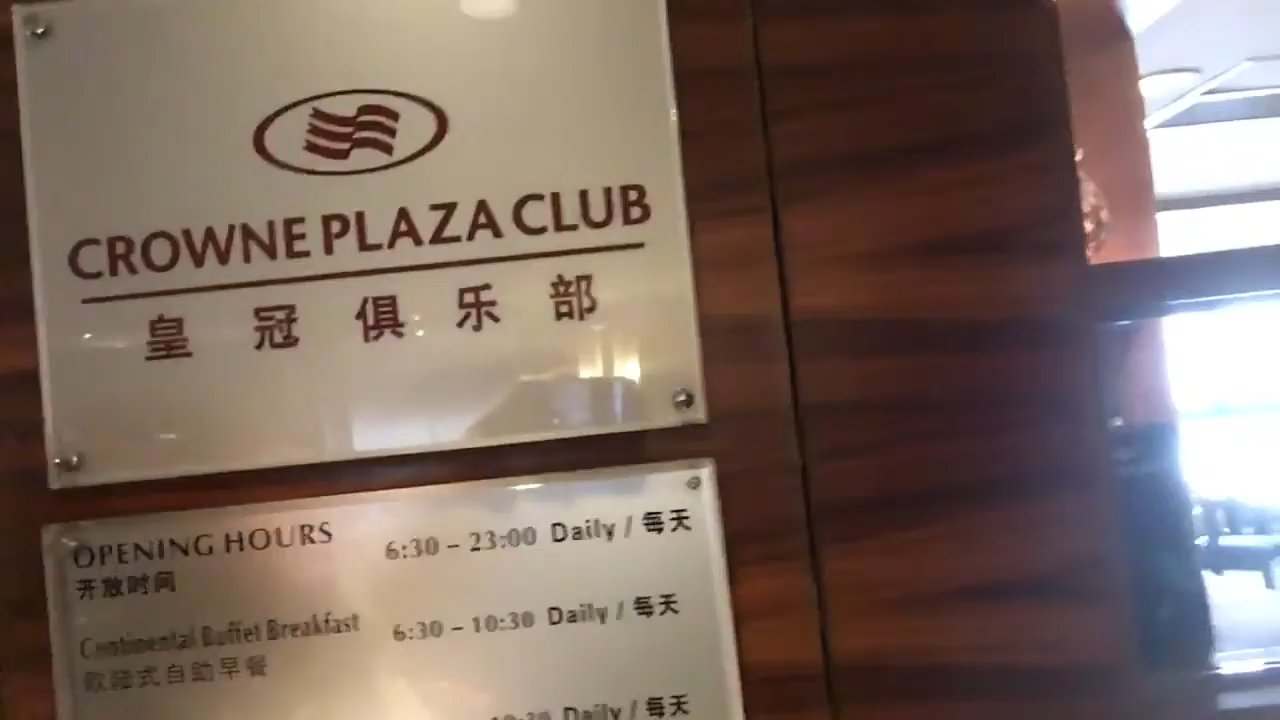 CROWNE PLAZA CLUB
皇冠俱乐部
OPENING HOURS 6:30 – 23:00 Daily / 每天
开放时间
Continental Buffet Breakfast 6:30 – 10:30 Daily / 每天
欧陆式自助早餐
Daily / 每天